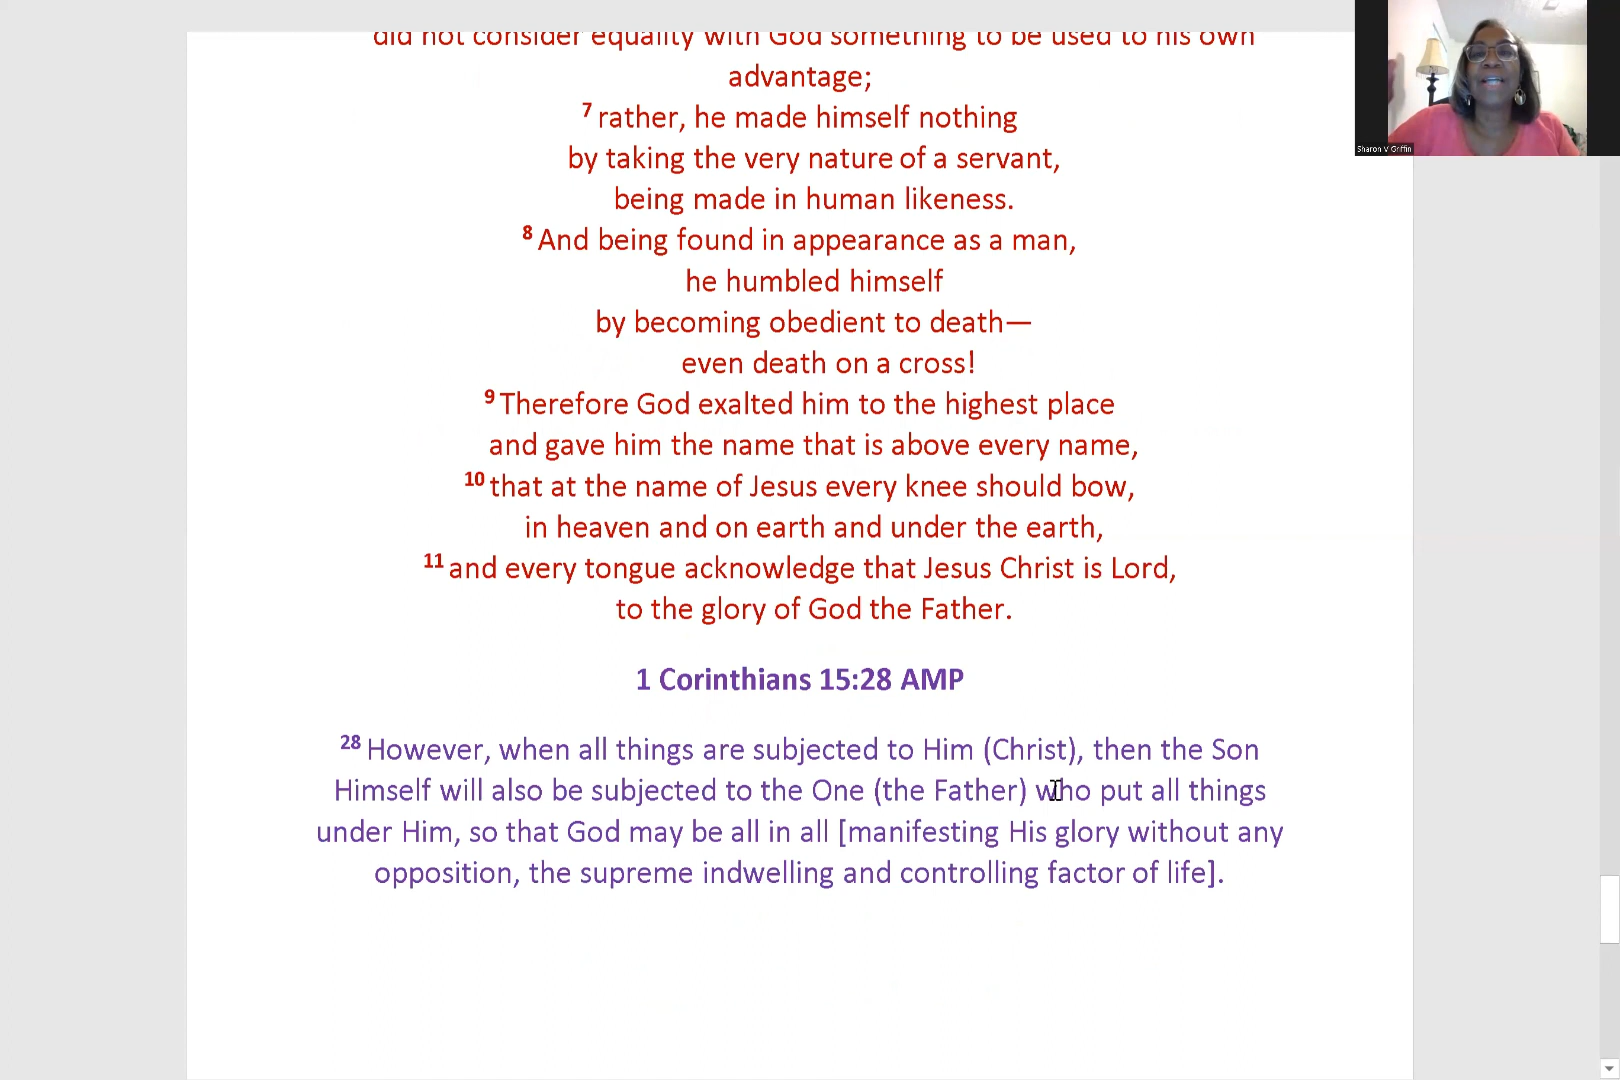 did not consider equality with God something to be used to his own
advantage;
7 rather, he made himself nothing
by taking the very nature of a servant,
being made in human likeness.
8 And being found in appearance as a man,
he humbled himself
by becoming obedient to death—
even death on a cross!
9 Therefore God exalted him to the highest place
and gave him the name that is above every name,
10 that at the name of Jesus every knee should bow,
in heaven and on earth and under the earth,
11 and every tongue acknowledge that Jesus Christ is Lord,
to the glory of God the Father.
1 Corinthians 15:28 AMP
28 However, when all things are subjected to Him (Christ), then the Son
Himself will also be subjected to the One (the Father) who put all things
under Him, so that God may be all in all [manifesting His glory without any
opposition, the supreme indwelling and controlling factor of life].
Sharon V Griffin